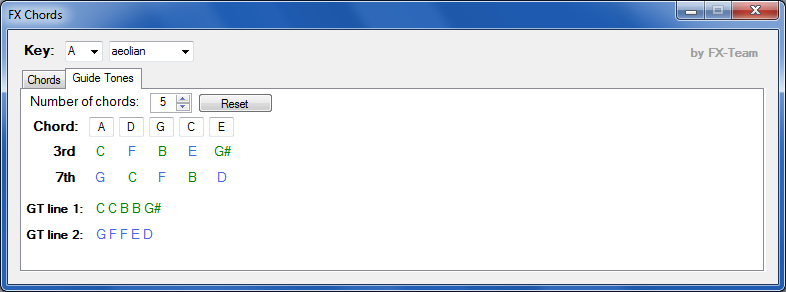 FX Chords
Key: A aeolian by FX-Team
Chords Guide Tones
Number of chords: 5 Reset
Chord: A D G C E
3rd C F B E G#
7th G C F B D
GT line 1: C C B B G#
GT line 2: G F F E D